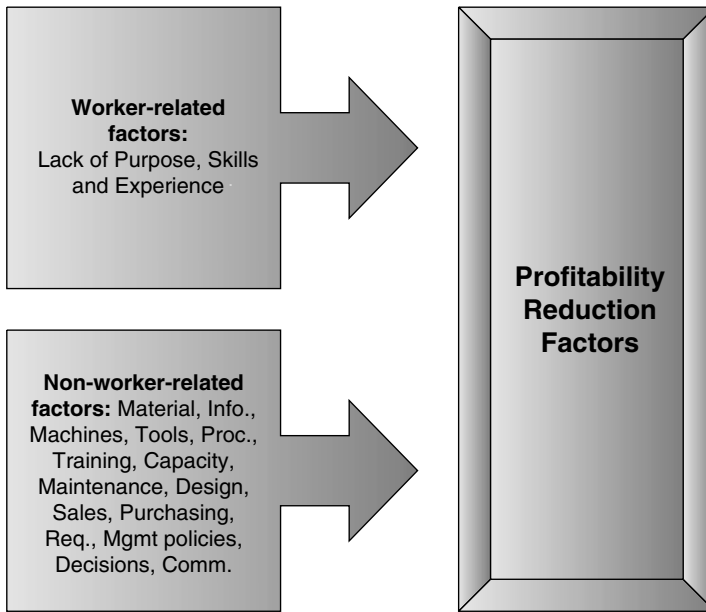 Worker-related
factors:
Lack of Purpose, Skills
and Experience
Non-worker-related
factors: Material, Info.,
Machines, Tools, Proc.,
Training, Capacity,
Maintenance, Design,
Sales, Purchasing,
Req., Mgmt policies,
Decisions, Comm.
Profitability
Reduction
Factors